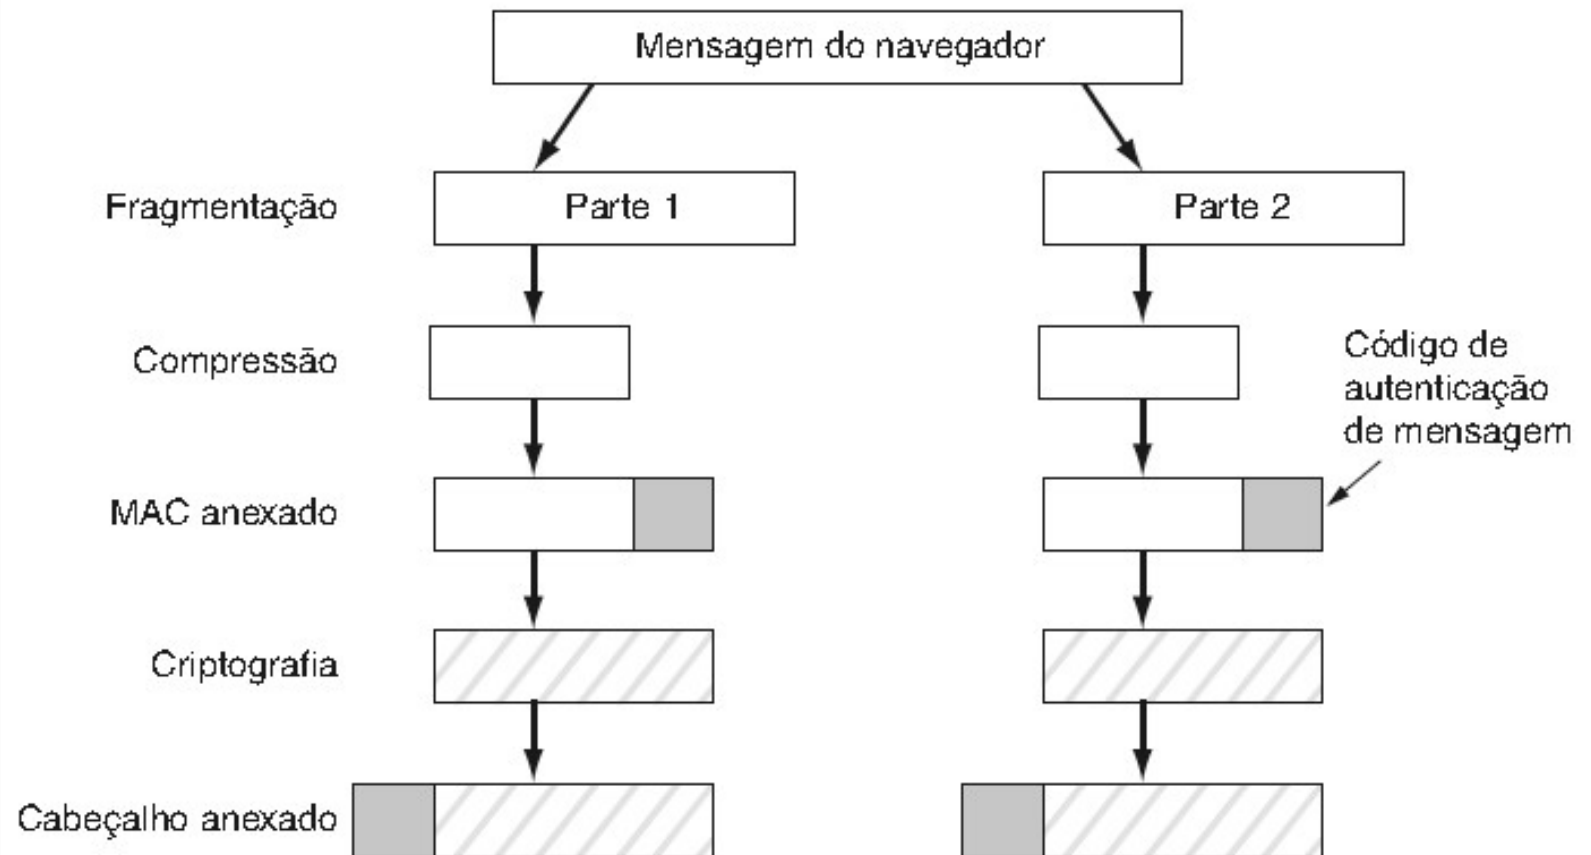 Mensagem do navegador
Fragmentação
Parte 1
Parte 2
Compressão
Código de
autenticação
de mensagem
MAC anexado
Criptografia
Cabeçalho anexado